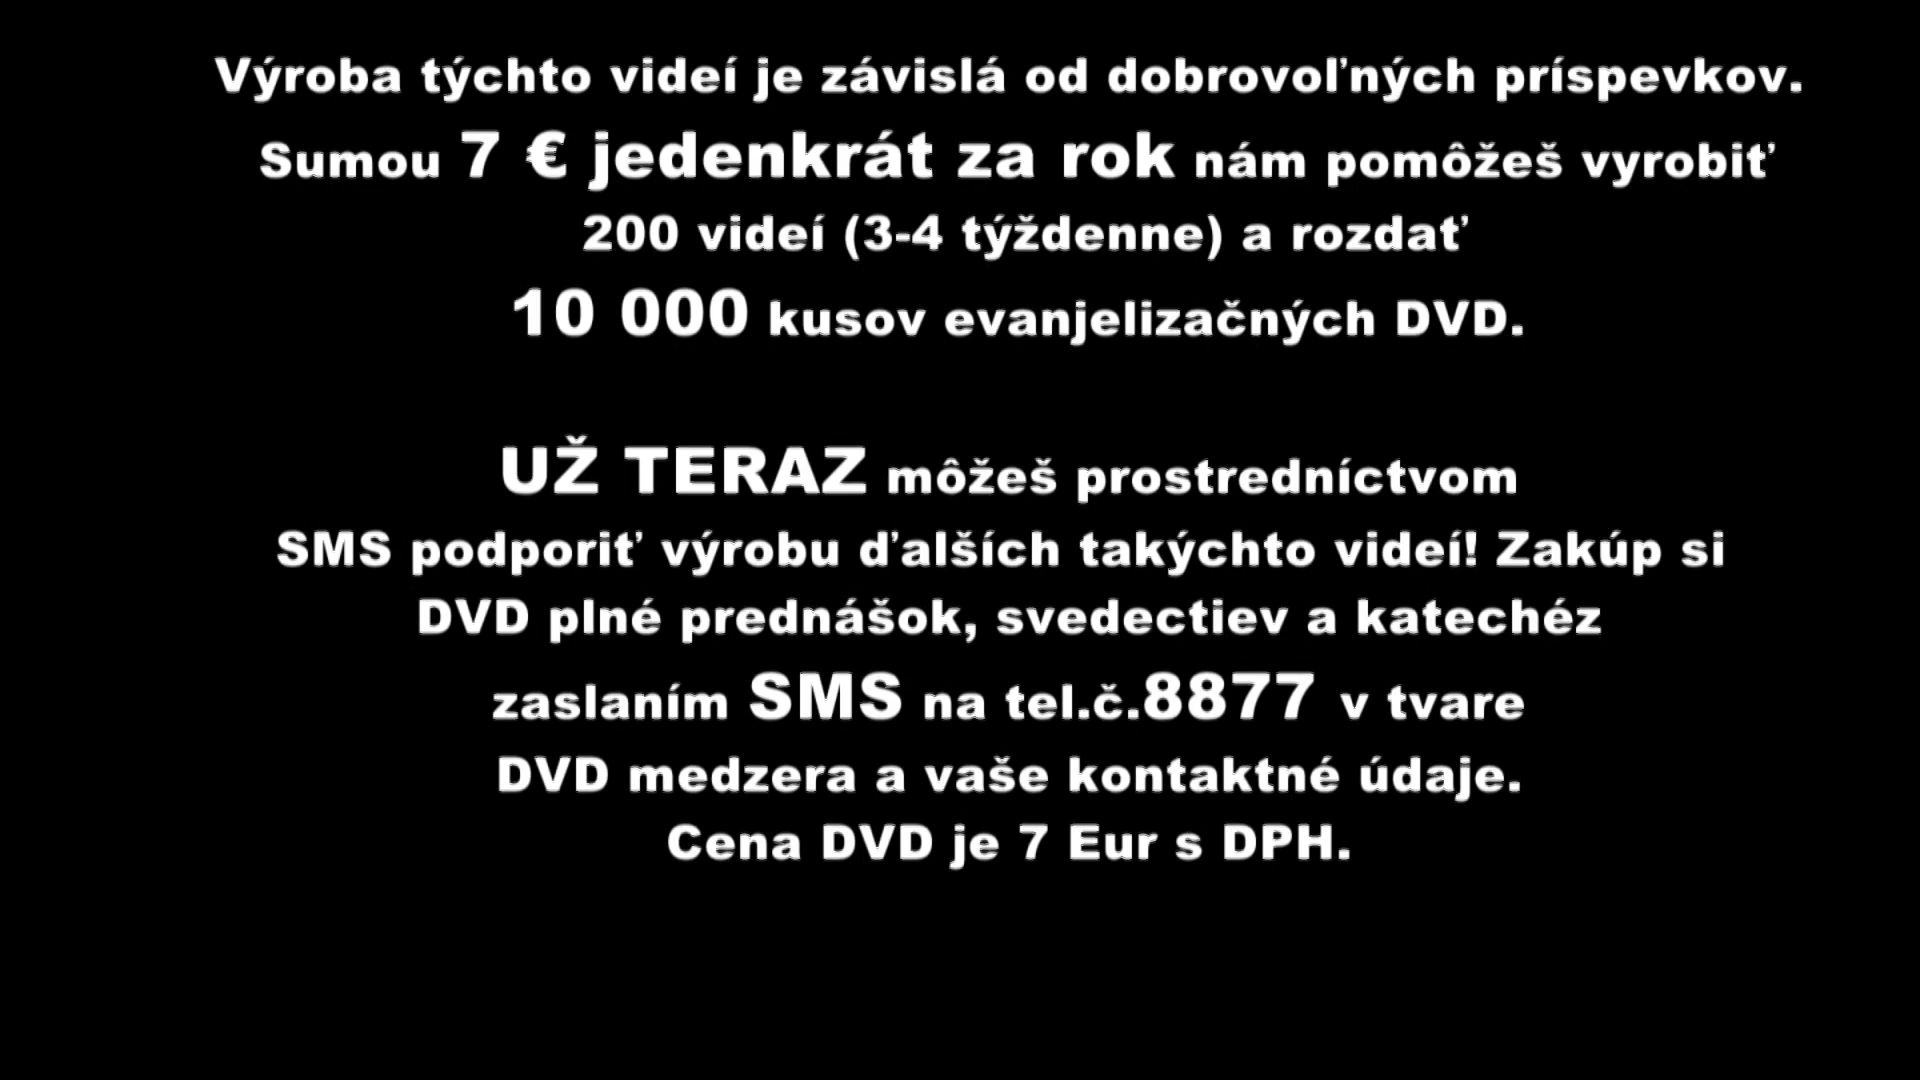 Výroba týchto videí je závislá od dobrovoľných príspevkov.
Sumou 7 € jedenkrát za rok nám pomôžeš vyrobiť
200 videí (3-4 týždenne) a rozdať
10 000 kusov evanjelizačných DVD.
UŽ TERAZ môžeš prostredníctvom
SMS podporiť výrobu ďalších takýchto videí! Zakúp si
DVD plné prednášok, svedectiev a katechéz
zaslaním SMS na tel.č.8877 v tvare
DVD medzera a vaše kontaktné údaje.
Cena DVD je 7 Eur s DPH.